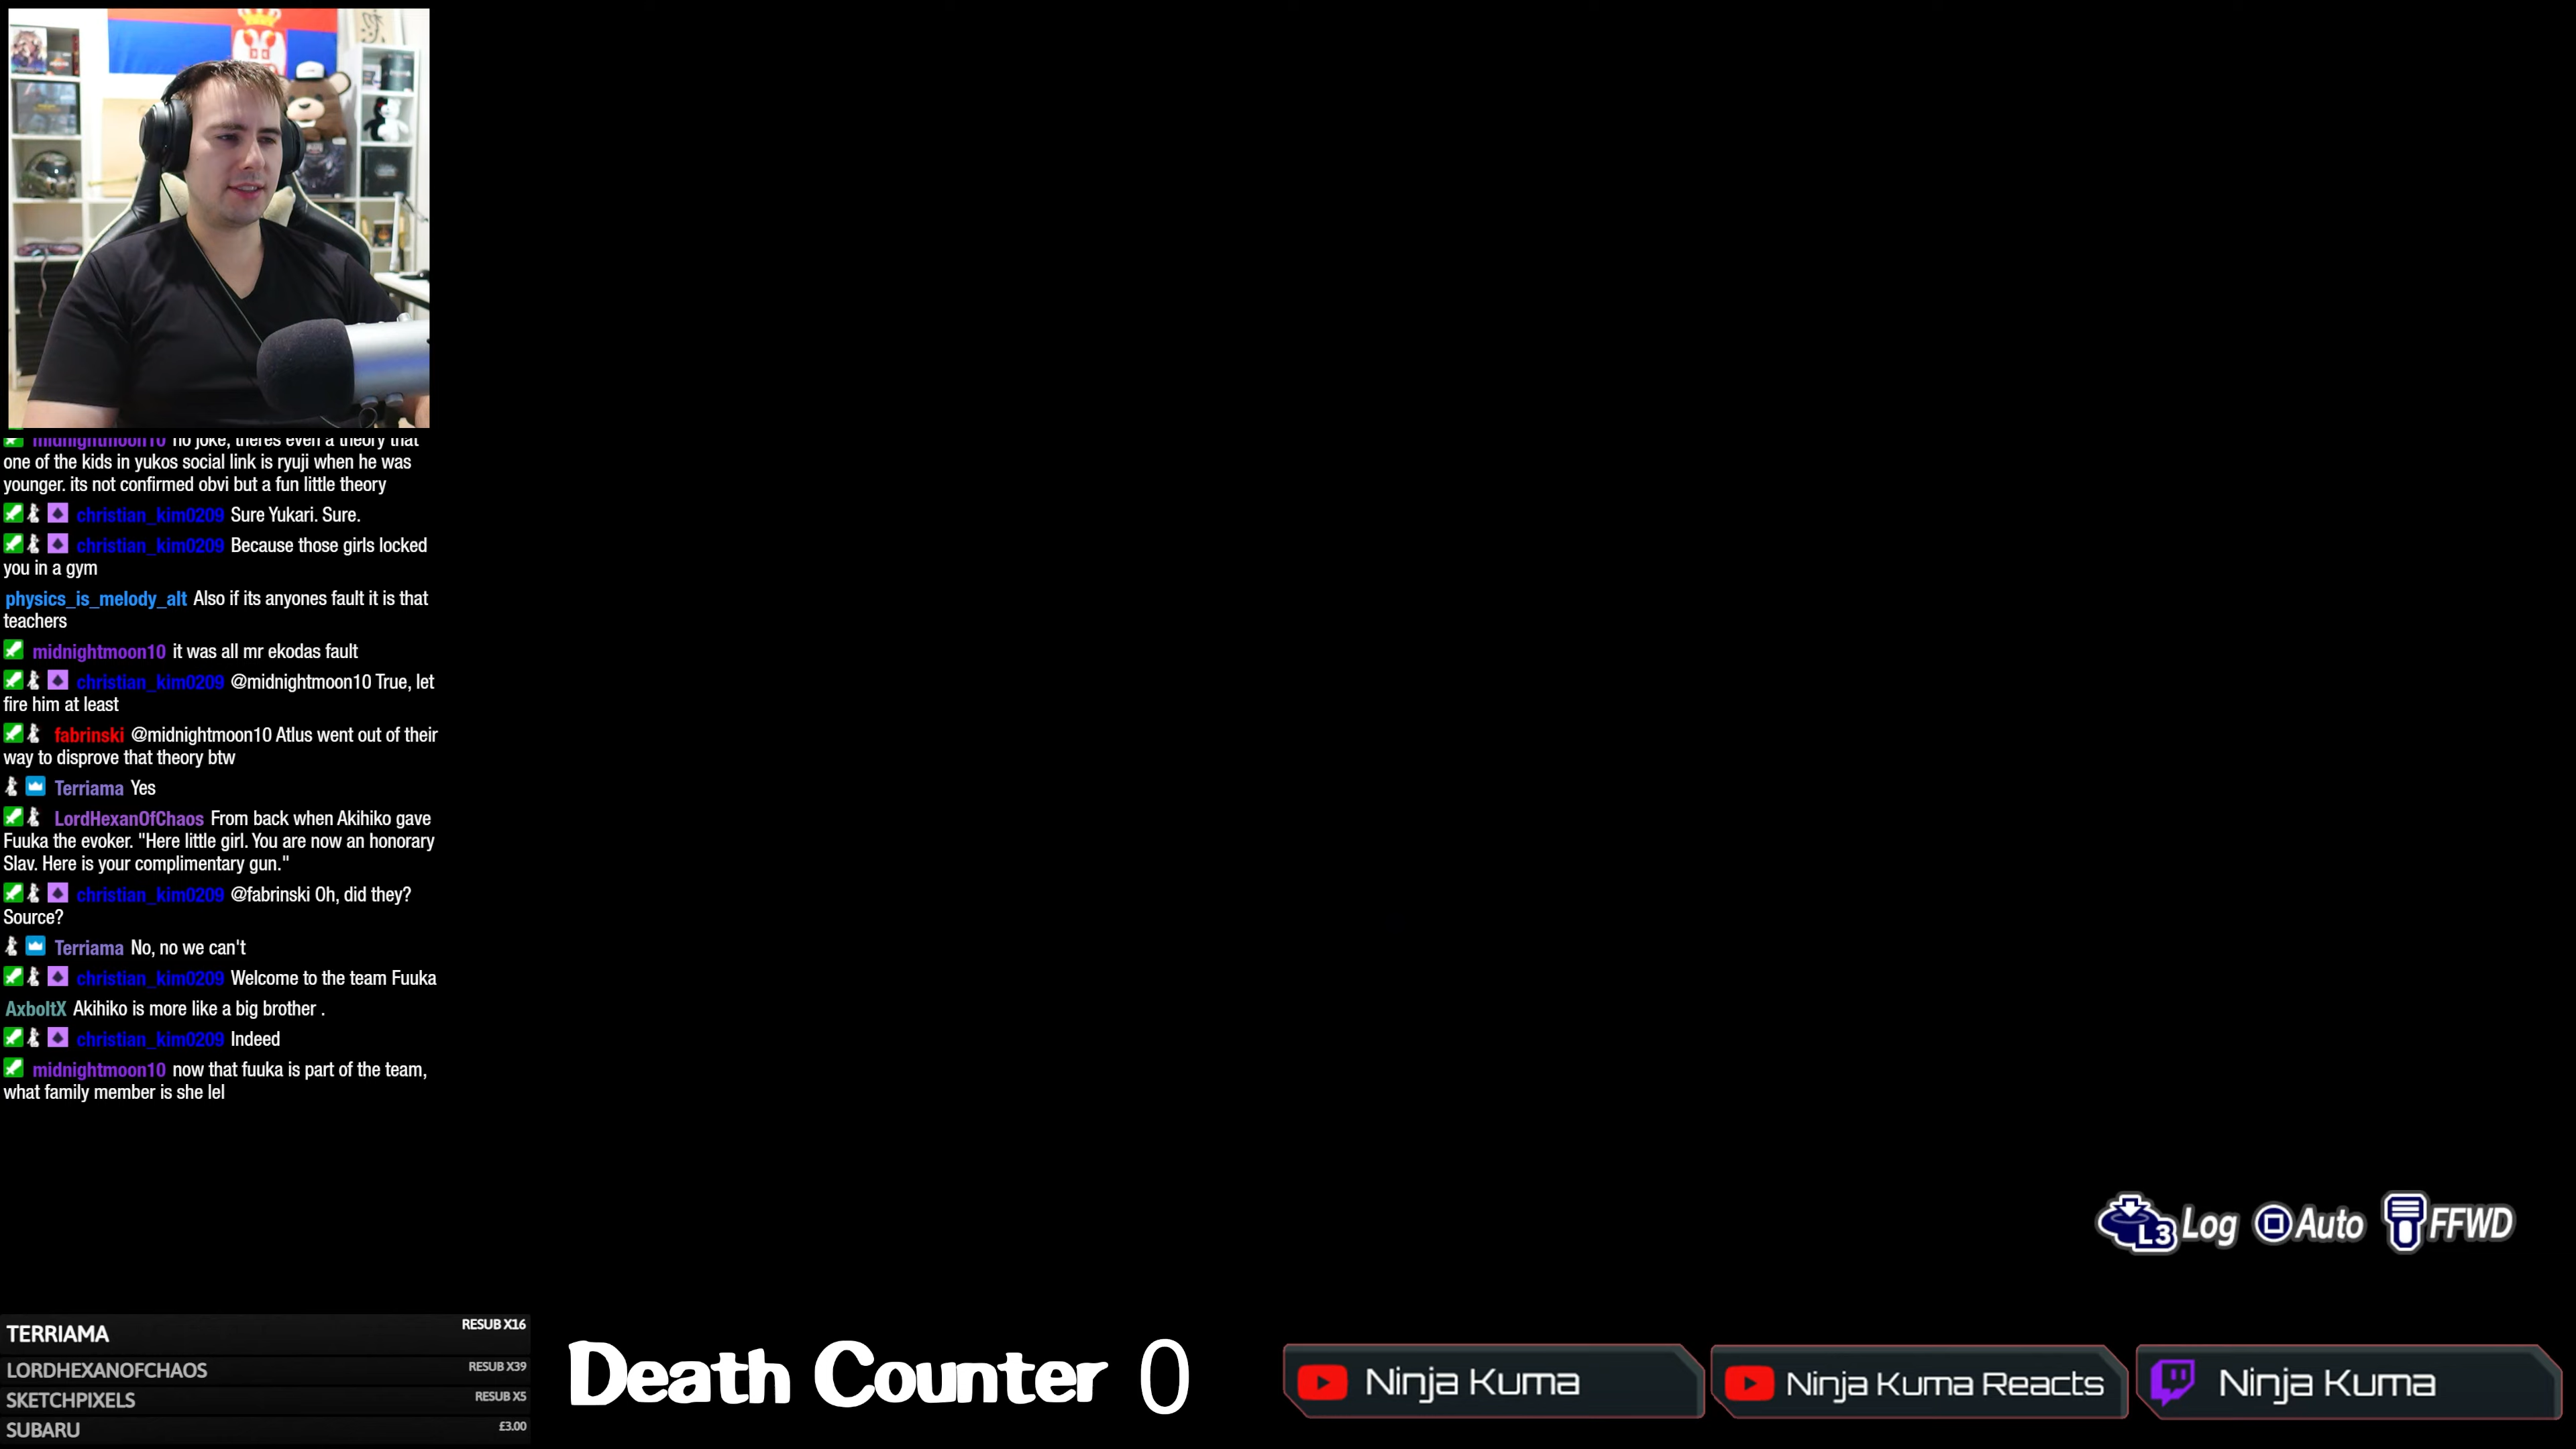 midnightmoon10 no joke, theres even a theory that
one of the kids in yukos social link is ryuji when he was
younger. its not confirmed obvi but a fun little theory
christian_kim0209 Sure Yukari. Sure.
christian_kim0209 Because those girls locked
you in a gym
physics_is_melody_alt Also if its anyones fault it is that
teachers
midnightmoon10 it was all mr ekodas fault
christian_kim0209 @midnightmoon10 True, let
fire him at least
fabrinski @midnightmoon10 Atlus went out of their
way to disprove that theory btw
Terriama Yes
LordHexanOfChaos From back when Akihiko gave
Fuuka the evoker. "Here little girl. You are now an honorary
Slav. Here is your complimentary gun."
christian_kim0209 @fabrinski Oh, did they?
Source?
Terriama No, no we can't
christian_kim0209 Welcome to the team Fuuka
AxboltX Akihiko is more like a big brother .
christian_kim0209 Indeed
midnightmoon10 now that fuuka is part of the team,
what family member is she lel
L3 Log Auto FFWD
TERRIAMA RESUB X16
LORDHEXANOFCHAOS RESUB X39
SKETCHPIXELS RESUB X5
SUBARU £3.00
Death Counter 0
Ninja Kuma
Ninja Kuma Reacts
Ninja Kuma